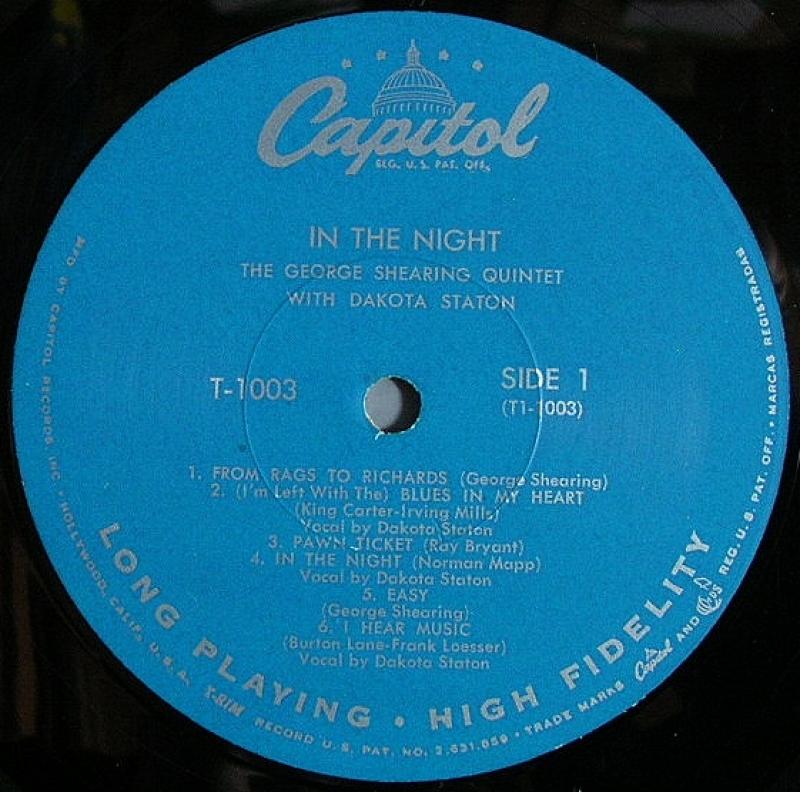 Capitol
REG. U.S. PAT. OFF.
IN THE NIGHT
THE GEORGE SHEARING QUINTET
WITH DAKOTA STATON
T-1003
SIDE 1
(T1-1003)
1. FROM RAGS TO RICHARDS (George Shearing)
2. (I'm Left With The) BLUES IN MY HEART
(King Carter-Irving Mills)
Vocal by Dakota Staton
3. PAWN TICKET (Ray Bryant)
4. IN THE NIGHT (Norman Mapp)
Vocal by Dakota Staton
5. EASY
(George Shearing)
6. I HEAR MUSIC
(Burton Lane-Frank Loesser)
Vocal by Dakota Staton
LONG PLAYING • HIGH FIDELITY
MFD BY CAPITOL RECORDS INC. • HOLLYWOOD, CALIF., U.S.A. X-RIM RECORD U.S. PAT. NO. 2,631,859 • TRADE MARKS Capitol AND REG. U.S. PAT. OFF. • MARCAS REGISTRADAS